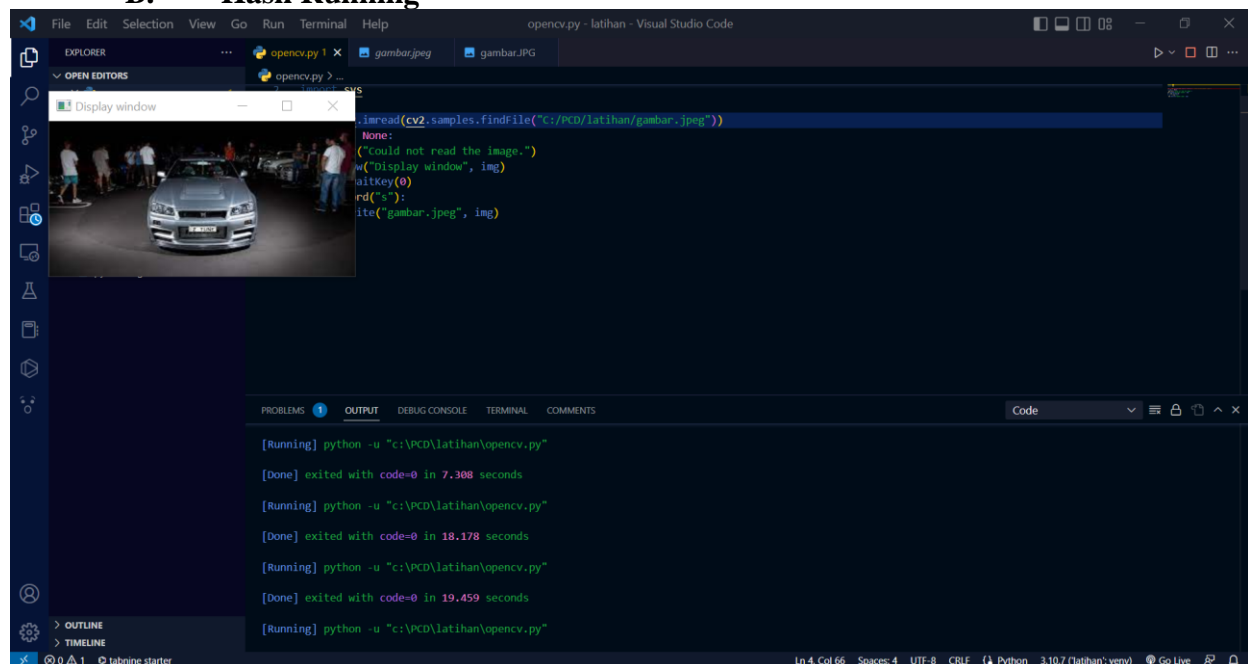 Hasil Running
File Edit Selection View Go Run Terminal Help opencv.py - latihan - Visual Studio Code
EXPLORER ... opencv.py 1 gambar.jpeg gambar.JPG
OPEN EDITORS
opencv.py > ...
2 import sys
Display window
.imread(cv2.samples.findFile("C:/PCD/latihan/gambar.jpeg"))
None:
("Could not read the image.")
w("Display window", img)
aitKey(0)
rd("s"):
ite("gambar.jpeg", img)
Z TUNE
PROBLEMS 1 OUTPUT DEBUG CONSOLE TERMINAL COMMENTS Code
[Running] python -u "c:\PCD\latihan\opencv.py"
[Done] exited with code=0 in 7.308 seconds
[Running] python -u "c:\PCD\latihan\opencv.py"
[Done] exited with code=0 in 18.178 seconds
[Running] python -u "c:\PCD\latihan\opencv.py"
[Done] exited with code=0 in 19.459 seconds
[Running] python -u "c:\PCD\latihan\opencv.py"
OUTLINE
TIMELINE
0 1 tabnine starter Ln 4, Col 66 Spaces: 4 UTF-8 CRLF Python 3.10.7 ('latihan': venv) Go Live